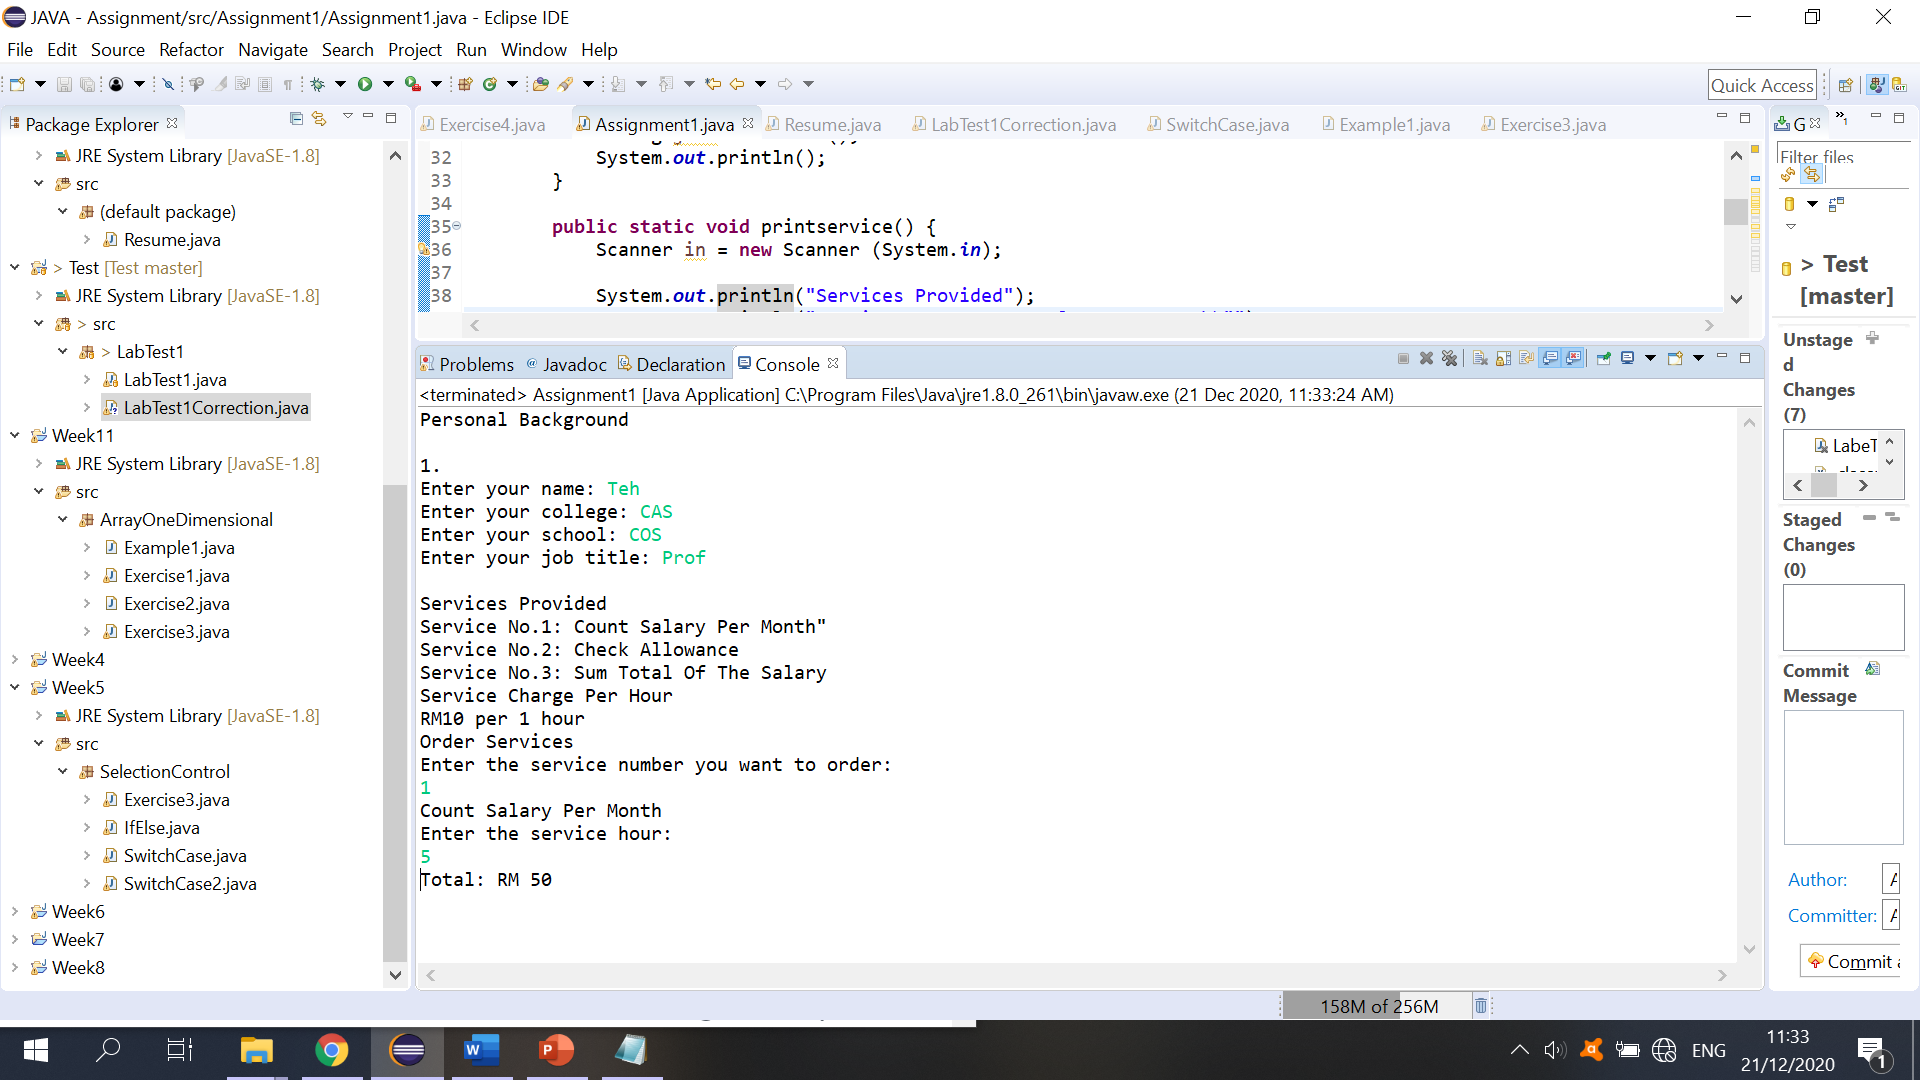 JAVA - Assignment/src/Assignment1/Assignment1.java - Eclipse IDE
File Edit Source Refactor Navigate Search Project Run Window Help
Quick Access
Package Explorer
JRE System Library [JavaSE-1.8]
src
(default package)
Resume.java
> Test [Test master]
JRE System Library [JavaSE-1.8]
> src
> LabTest1
LabTest1.java
LabTest1Correction.java
Week11
JRE System Library [JavaSE-1.8]
src
ArrayOneDimensional
Example1.java
Exercise1.java
Exercise2.java
Exercise3.java
Week4
Week5
JRE System Library [JavaSE-1.8]
src
SelectionControl
Exercise3.java
IfElse.java
SwitchCase.java
SwitchCase2.java
Week6
Week7
Week8
Exercise4.java Assignment1.java Resume.java LabTest1Correction.java SwitchCase.java Example1.java Exercise3.java
32 System.out.println();
33 }
34
35 public static void printservice() {
36 Scanner in = new Scanner (System.in);
37
38 System.out.println("Services Provided");
Problems Javadoc Declaration Console
<terminated> Assignment1 [Java Application] C:\Program Files\Java\jre1.8.0_261\bin\javaw.exe (21 Dec 2020, 11:33:24 AM)
Personal Background
1.
Enter your name: Teh
Enter your college: CAS
Enter your school: COS
Enter your job title: Prof
Services Provided
Service No.1: Count Salary Per Month"
Service No.2: Check Allowance
Service No.3: Sum Total Of The Salary
Service Charge Per Hour
RM10 per 1 hour
Order Services
Enter the service number you want to order:
1
Count Salary Per Month
Enter the service hour:
5
Total: RM 50
G
Filter files
> Test
[master]
Unstage
d
Changes
(7)
LabeT
Staged
Changes
(0)
Commit
Message
Author: A
Committer: A
Commit a
158M of 256M
ENG
11:33
21/12/2020
1